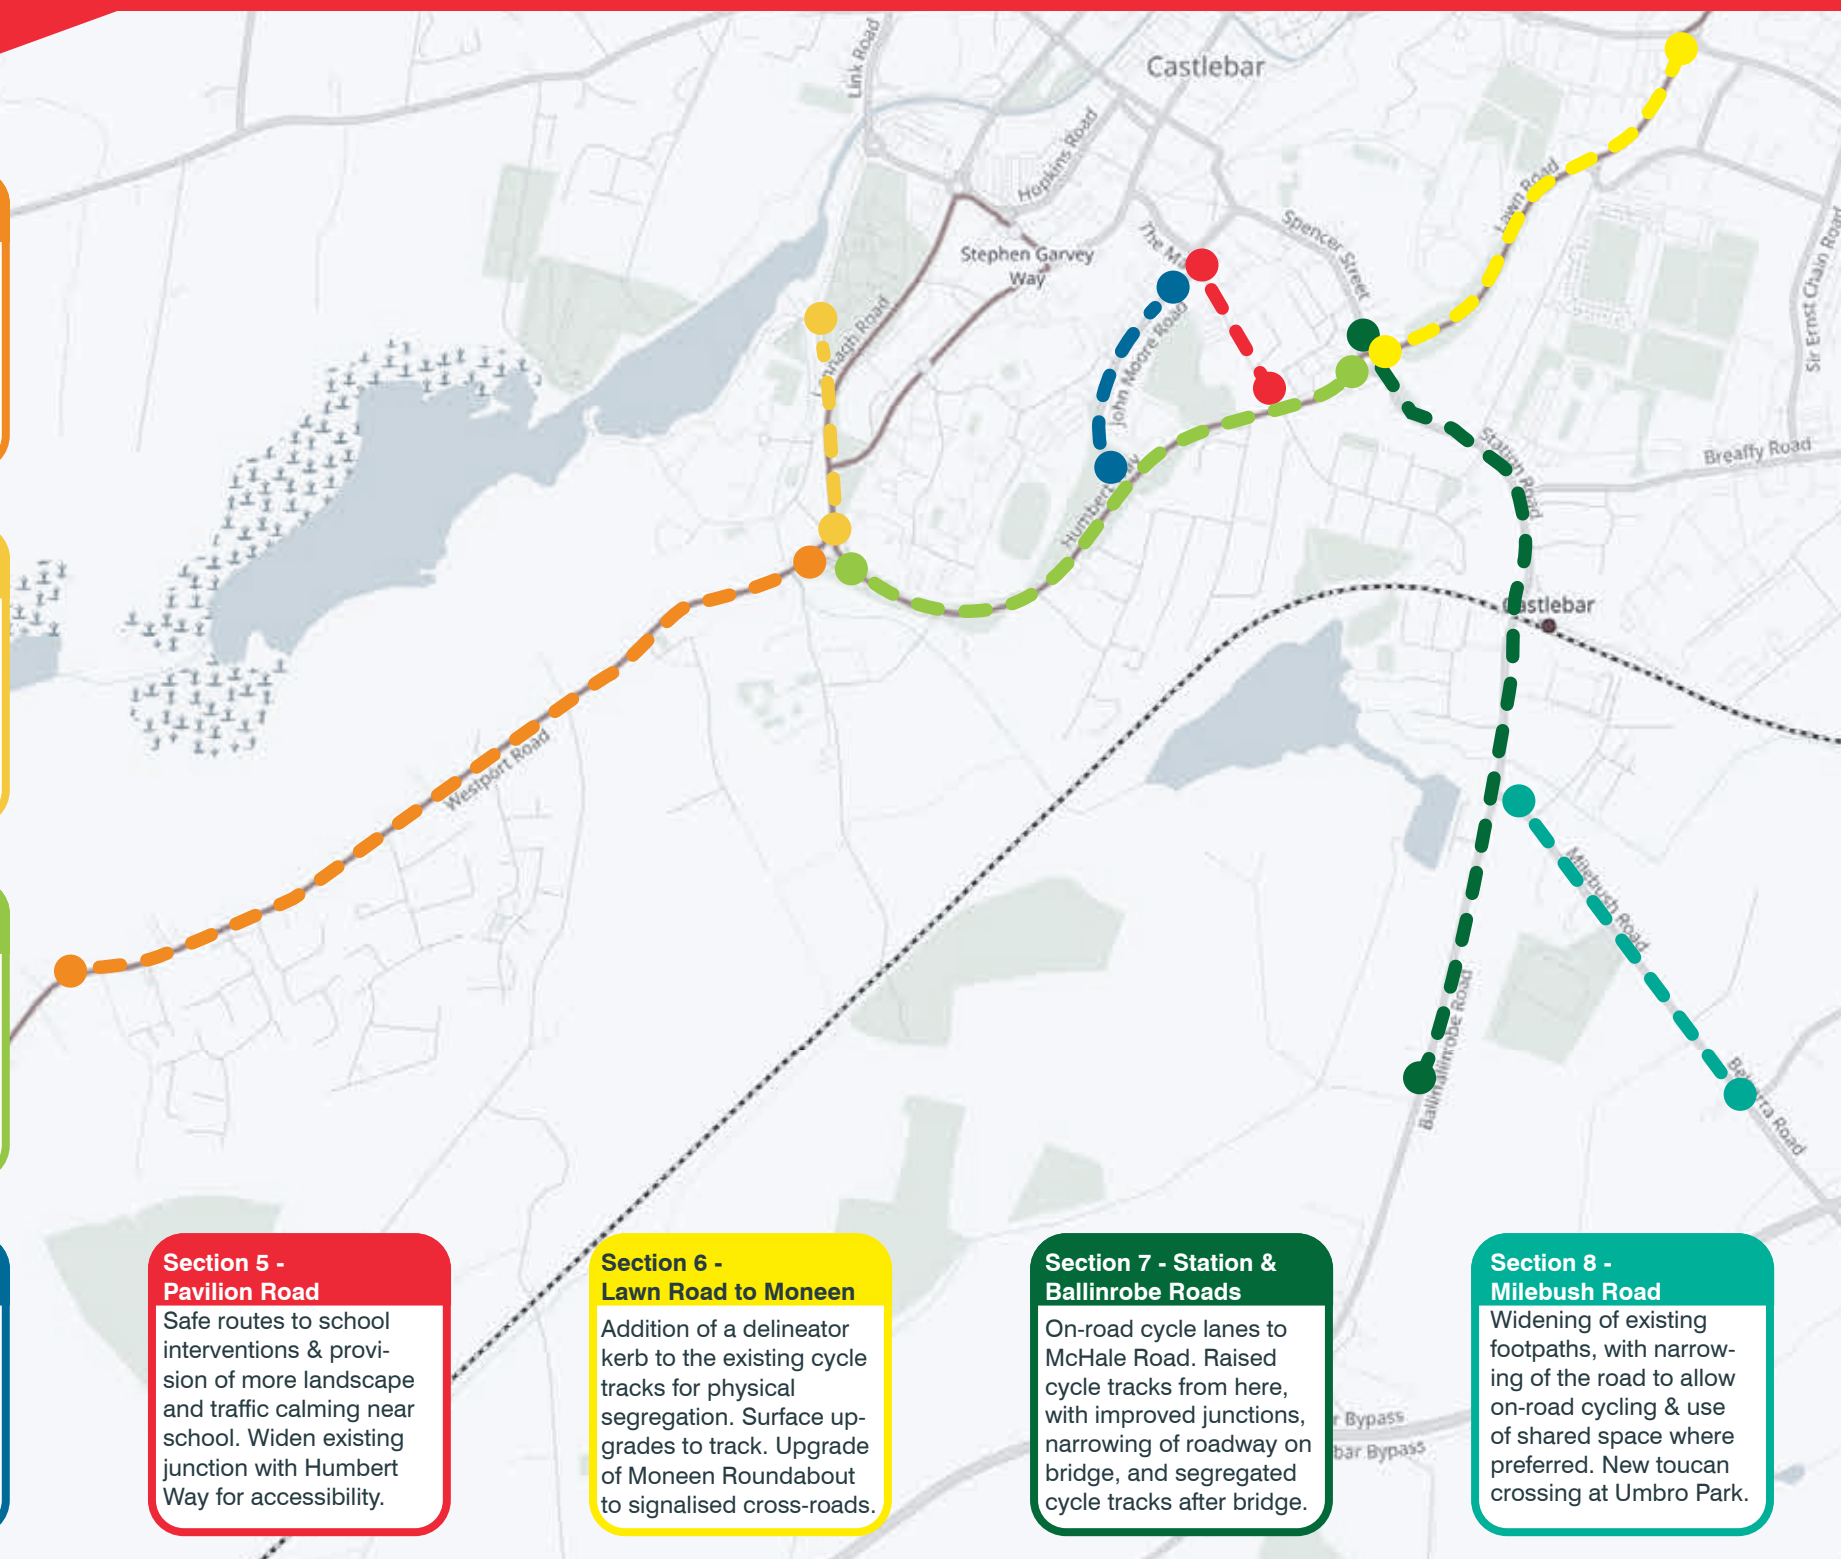 Castlebar
Link Road
Hopkins Road
Stephen Garvey
Way
Spencer Street
Lawn Road
Sir Ernst Chain Road
John Moore Road
Station Road
Breaffy Road
Humbert
Castlebar
Westport Road
Milebush Road
Ballinrobe Road
Road
Section 5 -
Pavilion Road
Safe routes to school
interventions & provi-
sion of more landscape
and traffic calming near
school. Widen existing
junction with Humbert
Way for accessibility.
Section 6 -
Lawn Road to Moneen
Addition of a delineator
kerb to the existing cycle
tracks for physical
segregation. Surface up-
grades to track. Upgrade
of Moneen Roundabout
to signalised cross-roads.
Section 7 - Station &
Ballinrobe Roads
On-road cycle lanes to
McHale Road. Raised
cycle tracks from here,
with improved junctions,
narrowing of roadway on
bridge, and segregated
cycle tracks after bridge.
Section 8 -
Milebush Road
Widening of existing
footpaths, with narrow-
ing of the road to allow
on-road cycling & use
of shared space where
preferred. New toucan
crossing at Umbro Park.
r Bypass
bar Bypass